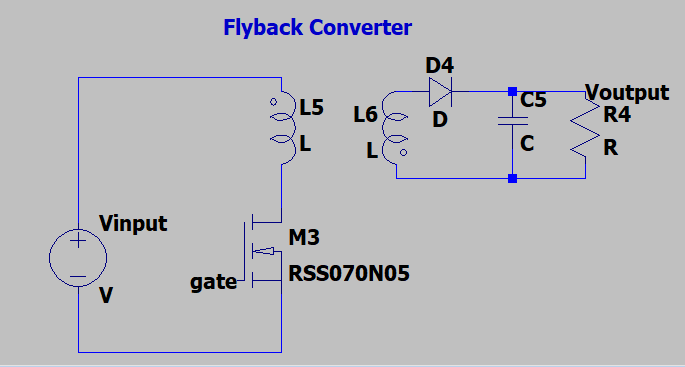 Flyback Converter
D4
L5
L6
C5
Voutput
R4
D
L
L
C
R
Vinput
M3
gate
RSS070N05
V